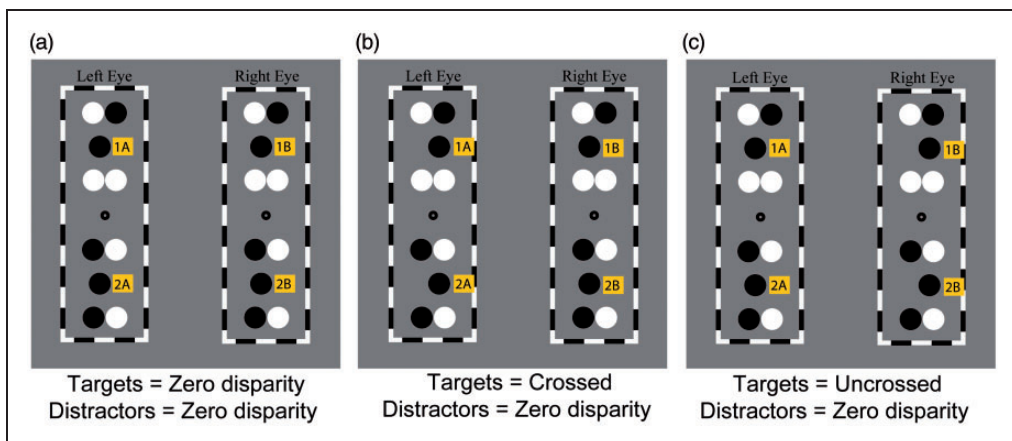 (a)
Left Eye Right Eye
1A 1B
2A 2B
Targets = Zero disparity
Distractors = Zero disparity
(b)
Left Eye Right Eye
1A 1B
2A 2B
Targets = Crossed
Distractors = Zero disparity
(c)
Left Eye Right Eye
1A 1B
2A 2B
Targets = Uncrossed
Distractors = Zero disparity